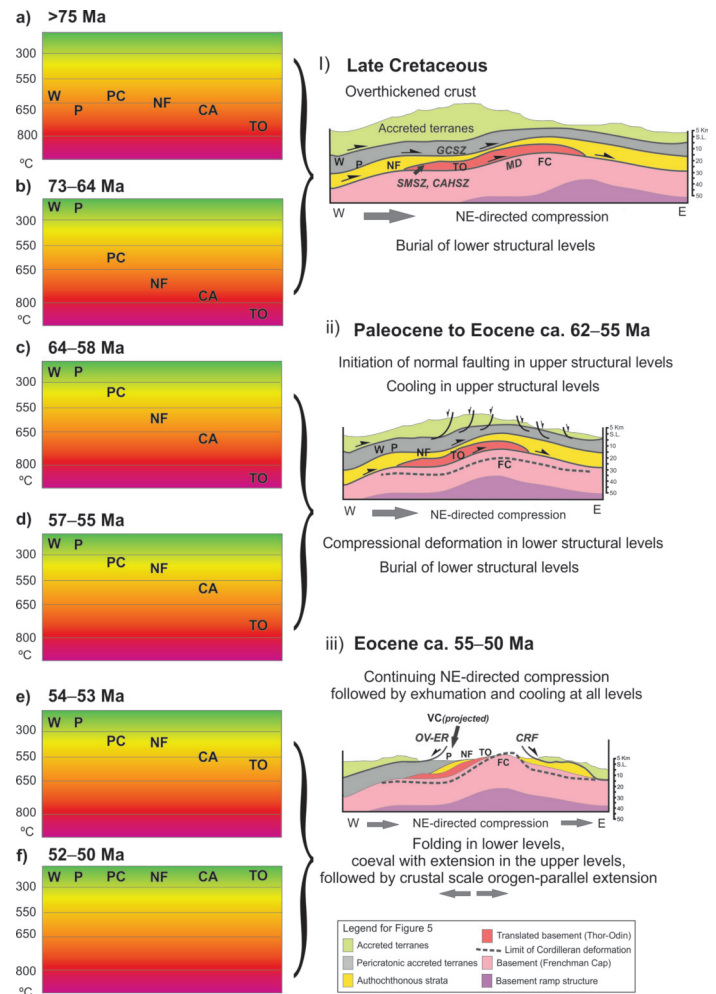 a) >75 Ma
300
550
650
800
ºC
W P PC NF CA TO
b) 73–64 Ma
300
550
650
800
ºC
W P PC NF CA TO
c) 64–58 Ma
300
550
650
800
ºC
W P PC NF CA TO
d) 57–55 Ma
300
550
650
800
ºC
W P PC NF CA TO
e) 54–53 Ma
300
550
650
800
ºC
W P PC NF CA TO
f) 52–50 Ma
300
550
650
800
ºC
W P PC NF CA TO
I) Late Cretaceous
Overthickened crust
Accreted terranes
GCSZ
W P NF TO MD FC
SMSZ, CAHSZ
5 Km
S.L.
10
20
30
40
50
W NE-directed compression E
Burial of lower structural levels
ii) Paleocene to Eocene ca. 62–55 Ma
Initiation of normal faulting in upper structural levels
Cooling in upper structural levels
W P NF TO FC
5 Km
S.L.
10
20
30
40
50
W NE-directed compression E
Compressional deformation in lower structural levels
Burial of lower structural levels
iii) Eocene ca. 55–50 Ma
Continuing NE-directed compression
followed by exhumation and cooling at all levels
VC(projected)
OV-ER CRF
P NF TO
FC
5 Km
S.L.
10
20
30
40
50
W NE-directed compression E
Folding in lower levels,
coeval with extension in the upper levels,
followed by crustal scale orogen-parallel extension
Legend for Figure 5
Accreted terranes
Pericratonic accreted terranes
Authochthonous strata
Translated basement (Thor-Odin)
Limit of Cordilleran deformation
Basement (Frenchman Cap)
Basement ramp structure